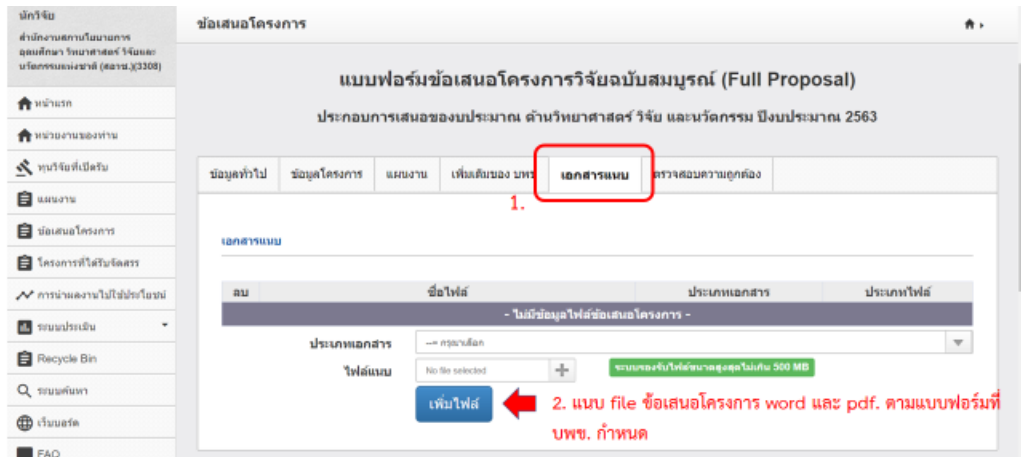 นักวิจัย
สำนักงานสภานโยบายการ
อุดมศึกษา วิทยาศาสตร์ วิจัยและ
นวัตกรรมแห่งชาติ (สอวช.)(3308)
หน้าแรก
หน่วยงานของท่าน
ทุนวิจัยที่เปิดรับ
แผนงาน
ข้อเสนอโครงการ
โครงการที่ได้รับจัดสรร
การนำผลงานไปใช้ประโยชน์
ระบบประเมิน
Recycle Bin
ระบบค้นหา
เว็บบอร์ด
FAQ
ข้อเสนอโครงการ
แบบฟอร์มข้อเสนอโครงการวิจัยฉบับสมบูรณ์ (Full Proposal)
ประกอบการเสนอของบประมาณ ด้านวิทยาศาสตร์ วิจัย และนวัตกรรม ปีงบประมาณ 2563
ข้อมูลทั่วไป ข้อมูลโครงการ แผนงาน เพิ่มเติมของ บพข เอกสารแนบ ตรวจสอบความถูกต้อง
1.
เอกสารแนบ
ลบ ชื่อไฟล์ ประเภทเอกสาร ประเภทไฟล์
- ไม่มีข้อมูลไฟล์ข้อเสนอโครงการ -
ประเภทเอกสาร --= กรุณาเลือก
ไฟล์แนบ No file selected ระบบรองรับไฟล์ขนาดสูงสุดไม่เกิน 500 MB
เพิ่มไฟล์
2. แนบ file ข้อเสนอโครงการ word และ pdf. ตามแบบฟอร์มที่
บพข. กำหนด